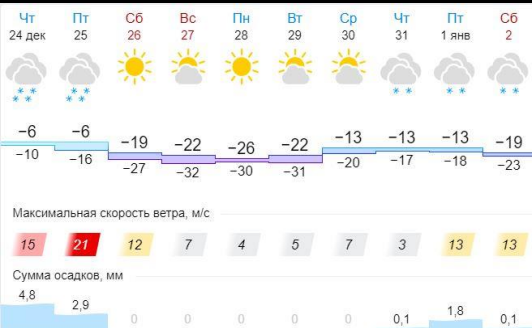 Чт Пт Сб Вс Пн Вт Ср Чт Пт Сб
24 дек 25 26 27 28 29 30 31 1 янв 2
−6 −6 −19 −22 −26 −22 −13 −13 −13 −19
−10 −16 −27 −32 −30 −31 −20 −17 −18 −23
Максимальная скорость ветра, м/с
15 21 12 7 4 5 7 3 13 13
Сумма осадков, мм
4,8 2,9 0 0 0 0 0 0,1 1,8 0,1